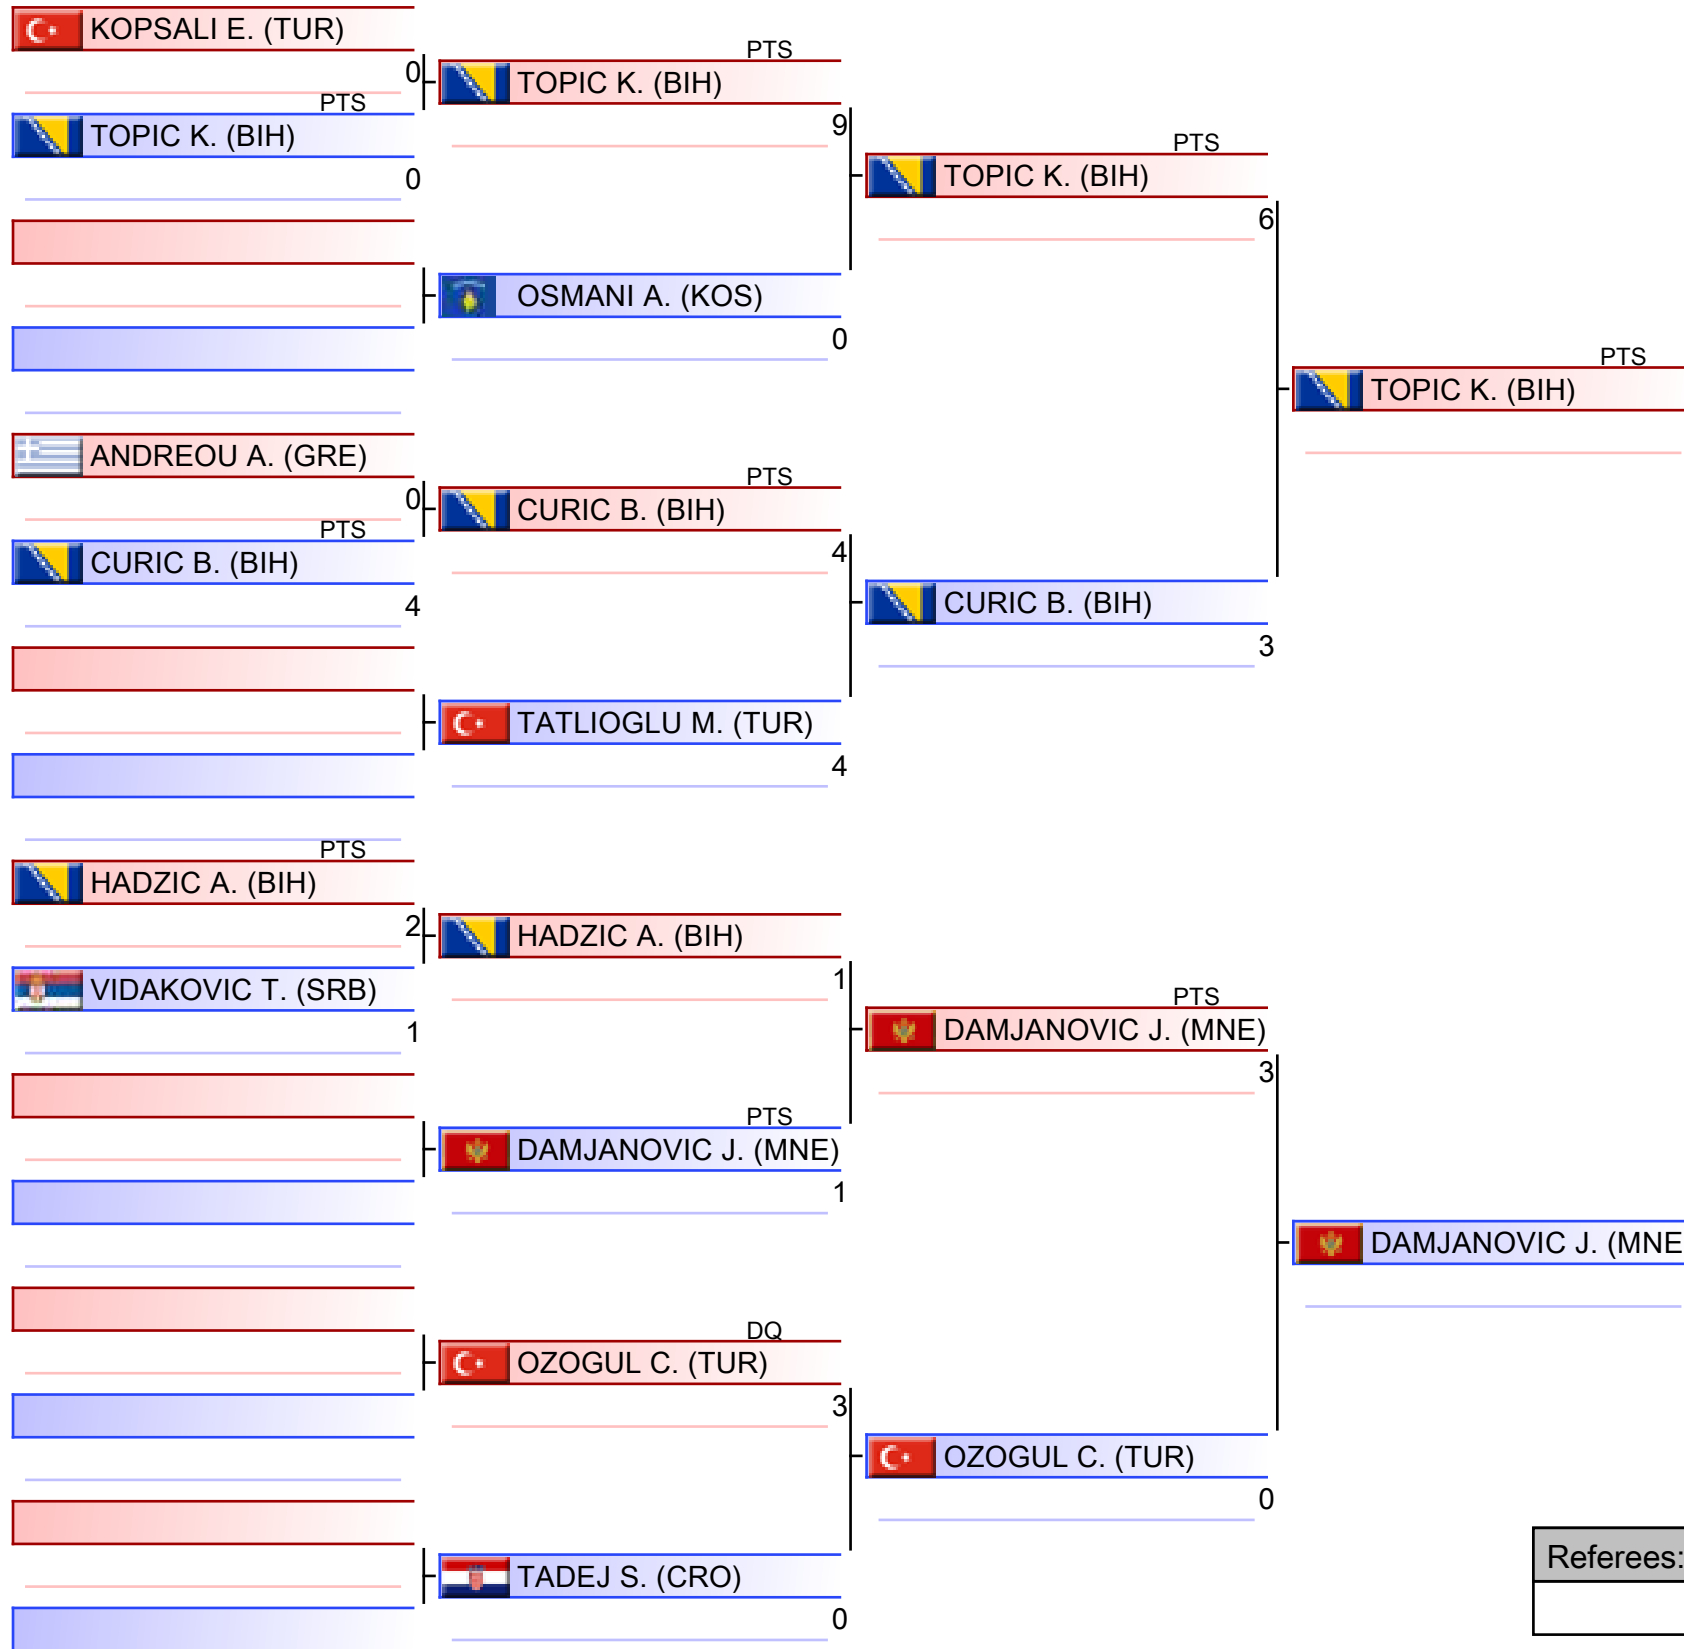 KOPSALI E. (TUR)
0
PTS
TOPIC K. (BIH)
0
ANDREOU A. (GRE)
0
PTS
CURIC B. (BIH)
4
PTS
HADZIC A. (BIH)
2
VIDAKOVIC T. (SRB)
1
PTS
TOPIC K. (BIH)
9
OSMANI A. (KOS)
0
PTS
CURIC B. (BIH)
4
TATLIOGLU M. (TUR)
4
HADZIC A. (BIH)
1
PTS
DAMJANOVIC J. (MNE)
1
DQ
OZOGUL C. (TUR)
3
TADEJ S. (CRO)
0
PTS
TOPIC K. (BIH)
6
CURIC B. (BIH)
3
PTS
DAMJANOVIC J. (MNE)
3
OZOGUL C. (TUR)
0
PTS
TOPIC K. (BIH)
DAMJANOVIC J. (MNE
Referees: